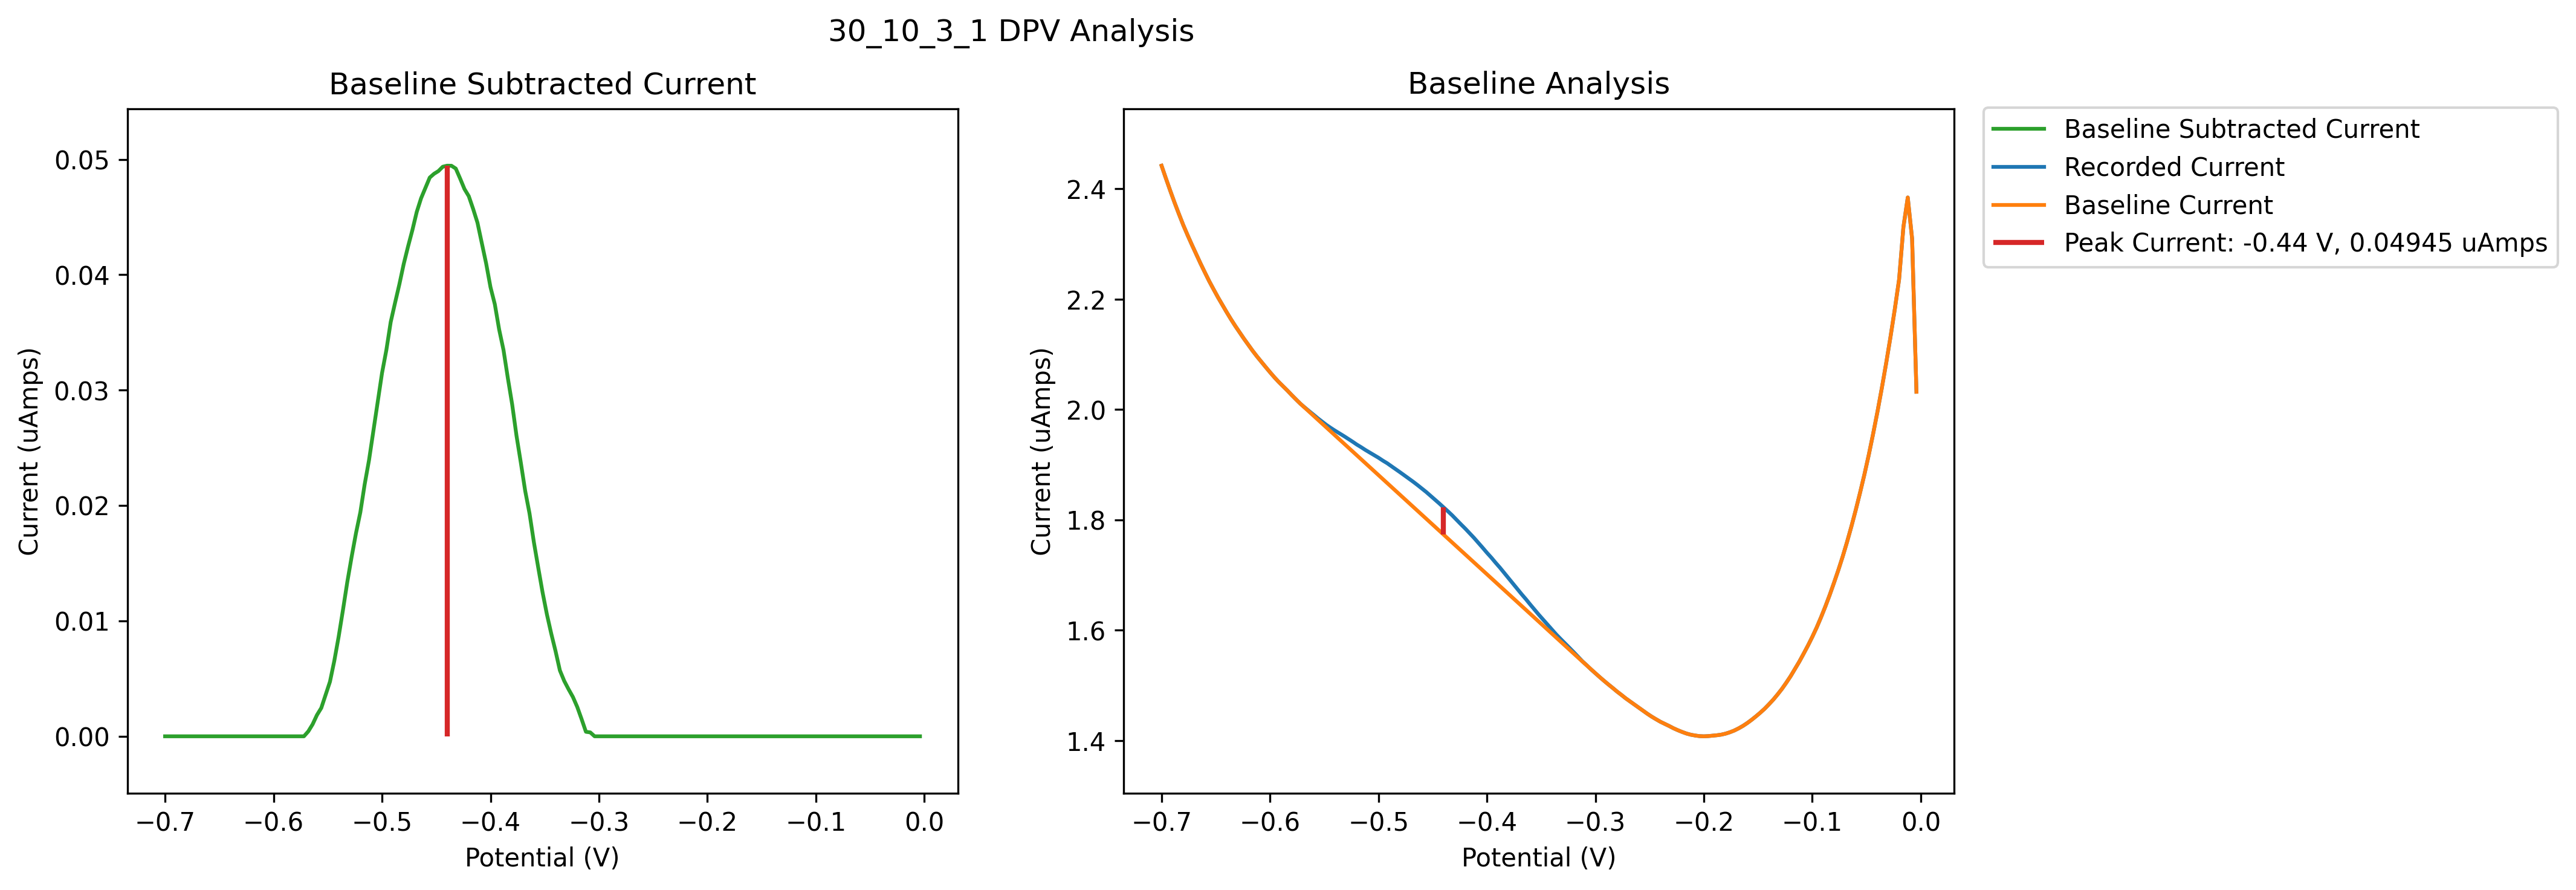 30_10_3_1 DPV Analysis
Baseline Subtracted Current
Current (uAmps)
0.05
0.04
0.03
0.02
0.01
0.00
−0.7 −0.6 −0.5 −0.4 −0.3 −0.2 −0.1 0.0
Potential (V)
Baseline Analysis
Current (uAmps)
2.4
2.2
2.0
1.8
1.6
1.4
−0.7 −0.6 −0.5 −0.4 −0.3 −0.2 −0.1 0.0
Potential (V)
Baseline Subtracted Current
Recorded Current
Baseline Current
Peak Current: -0.44 V, 0.04945 uAmps